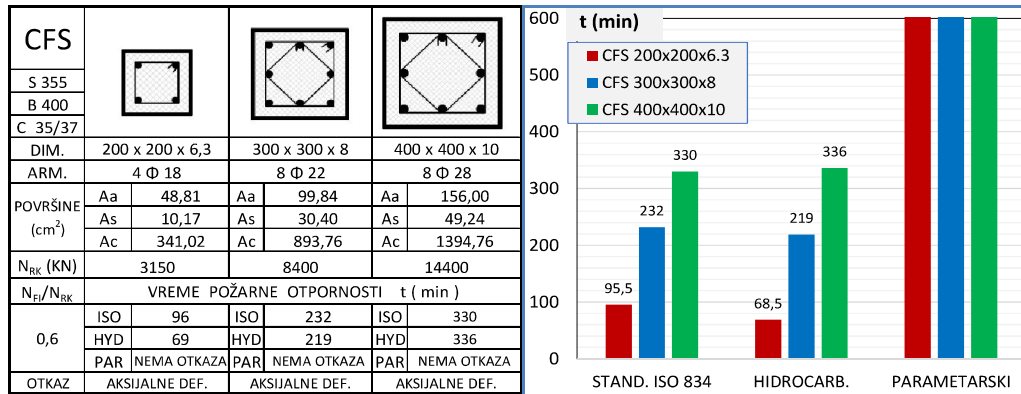 CFS
S 355
B 400
C 35/37
DIM. 200 x 200 x 6,3 300 x 300 x 8 400 x 400 x 10
ARM. 4 Φ 18 8 Φ 22 8 Φ 28
POVRŠINE (cm²)
Aa 48,81 Aa 99,84 Aa 156,00
As 10,17 As 30,40 As 49,24
Ac 341,02 Ac 893,76 Ac 1394,76
N_RK (KN) 3150 8400 14400
N_FI/N_RK VREME POŽARNE OTPORNOSTI t ( min )
0,6
ISO 96 ISO 232 ISO 330
HYD 69 HYD 219 HYD 336
PAR NEMA OTKAZA PAR NEMA OTKAZA PAR NEMA OTKAZA
OTKAZ AKSIJALNE DEF. AKSIJALNE DEF. AKSIJALNE DEF.
t (min)
CFS 200x200x6.3
CFS 300x300x8
CFS 400x400x10
600
500
400
300
200
100
0
95,5
232
330
68,5
219
336
STAND. ISO 834 HIDROCARB. PARAMETARSKI